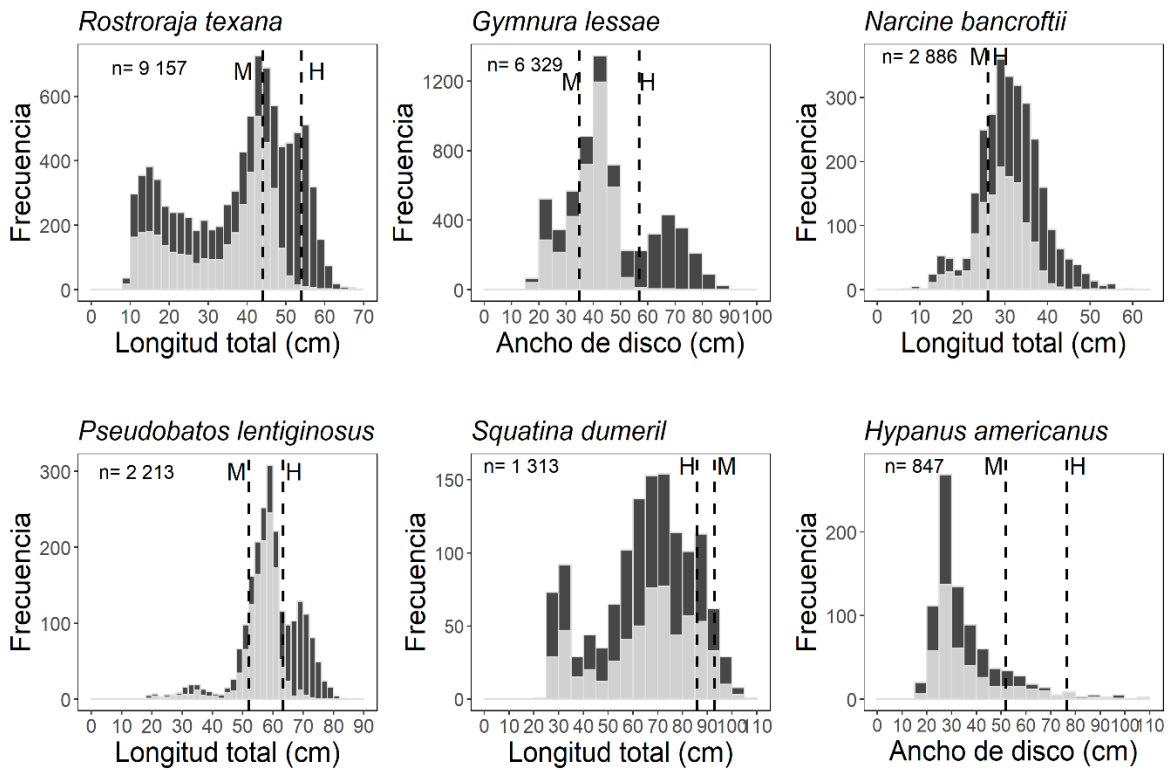 Rostroraja texana
n= 9 157
M
H
Frecuencia
600
400
200
0
0 10 20 30 40 50 60 70
Longitud total (cm)
Gymnura lessae
n= 6 329
M
H
Frecuencia
1200
800
400
0
0 10 20 30 40 50 60 70 80 90 100
Ancho de disco (cm)
Narcine bancroftii
n= 2 886
M H
Frecuencia
300
200
100
0
0 10 20 30 40 50 60
Longitud total (cm)
Pseudobatos lentiginosus
n= 2 213
M
H
Frecuencia
300
200
100
0
0 10 20 30 40 50 60 70 80 90
Longitud total (cm)
Squatina dumeril
n= 1 313
H
M
Frecuencia
150
100
50
0
0 10 20 30 40 50 60 70 80 90 100 110
Longitud total (cm)
Hypanus americanus
n= 847
M
H
Frecuencia
200
100
0
0 10 20 30 40 50 60 70 80 90 100 110
Ancho de disco (cm)